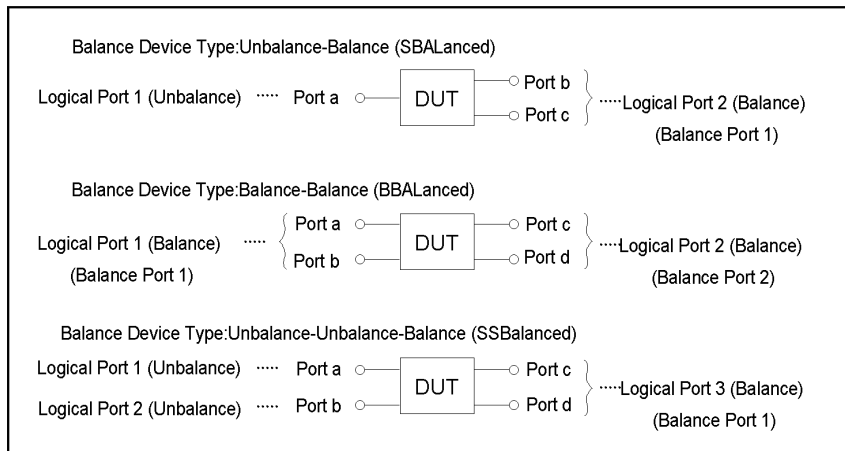 Balance Device Type:Unbalance-Balance (SBALanced)
Logical Port 1 (Unbalance) ····· Port a DUT Port b
Port c
·····Logical Port 2 (Balance)
(Balance Port 1)
Balance Device Type:Balance-Balance (BBALanced)
Logical Port 1 (Balance) ·····
(Balance Port 1)
Port a
Port b
DUT
Port c
Port d
·····Logical Port 2 (Balance)
(Balance Port 2)
Balance Device Type:Unbalance-Unbalance-Balance (SSBalanced)
Logical Port 1 (Unbalance) ····· Port a
Logical Port 2 (Unbalance) ····· Port b
DUT
Port c
Port d
·····Logical Port 3 (Balance)
(Balance Port 1)